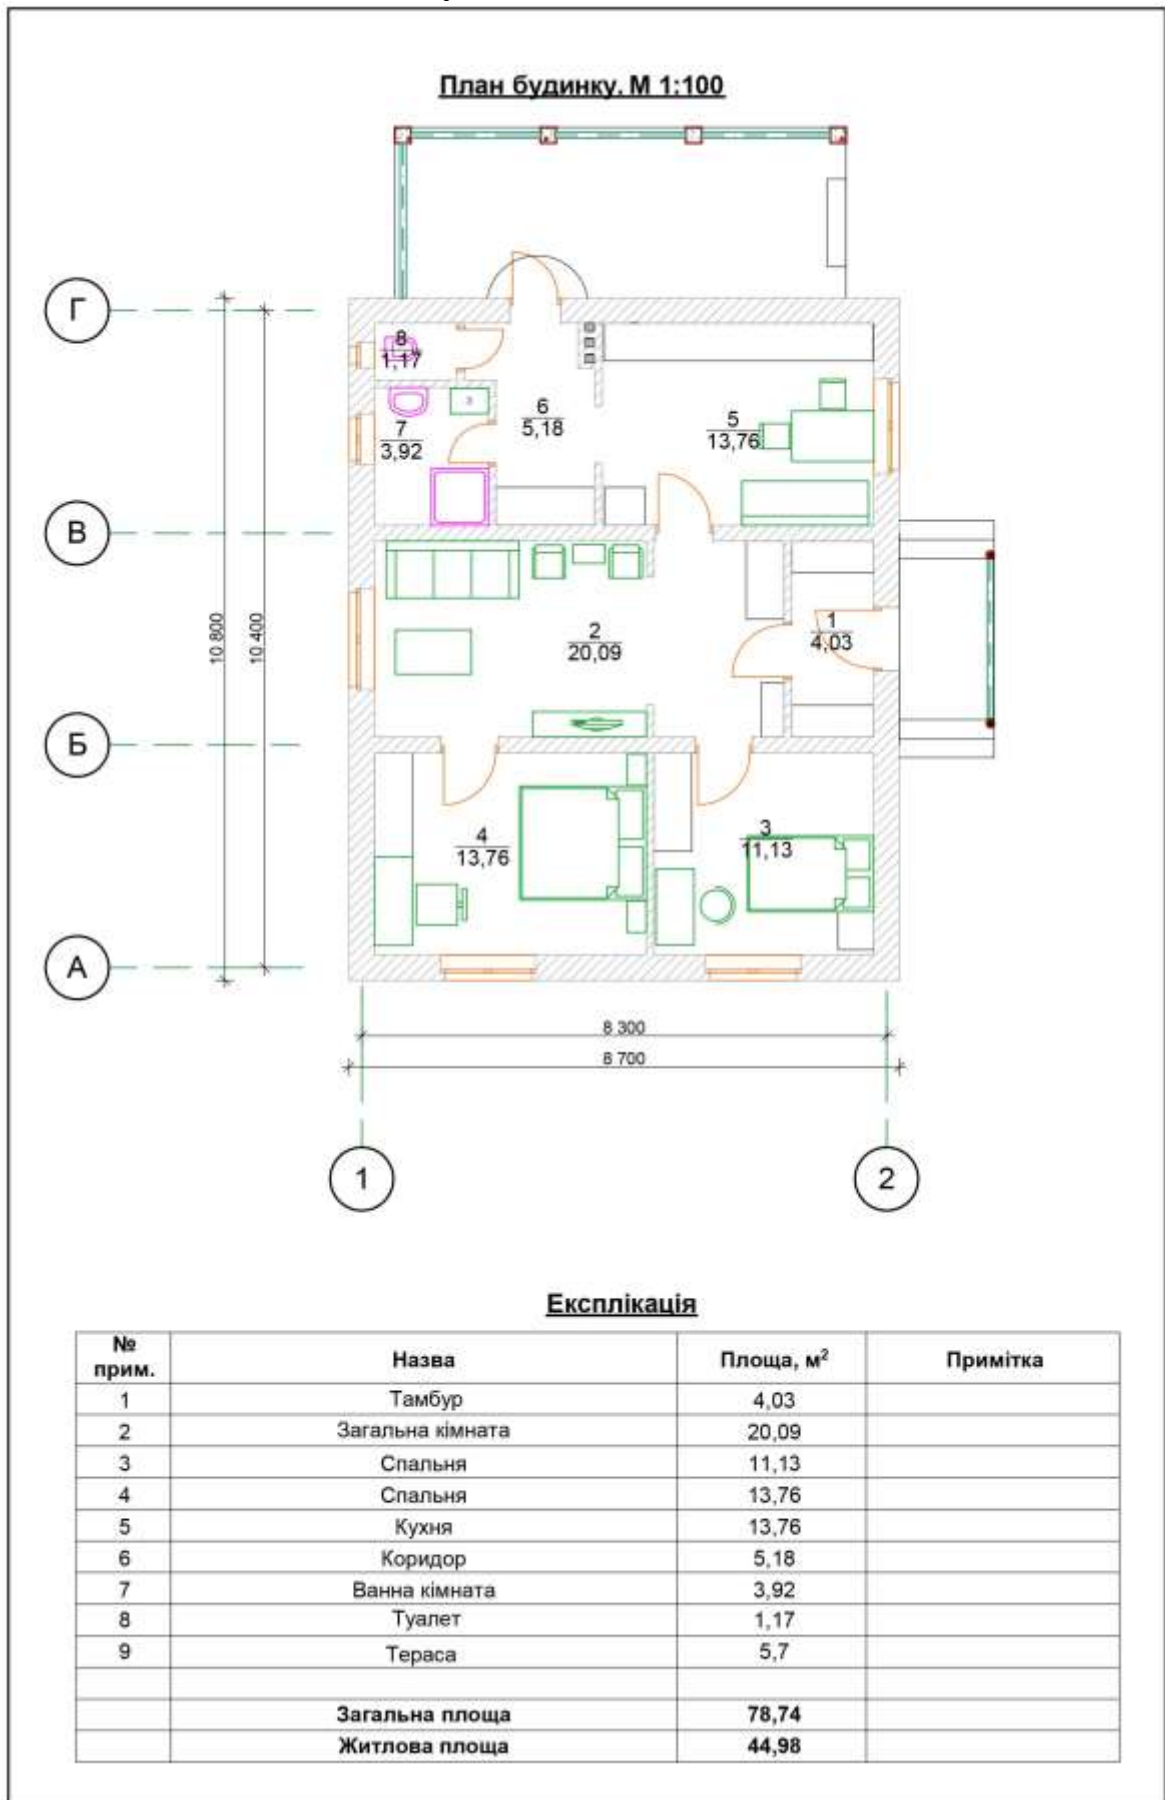 План будинку. М 1:100
Г
В
Б
А
10 800
10 400
8
1,17
7
3,92
3
6
5,18
5
13,76
2
20,09
1
4,03
4
13,76
3
11,13
8 300
8 700
1
2
Експлікація
№ прим. Назва Площа, м² Примітка
1 Тамбур 4,03
2 Загальна кімната 20,09
3 Спальня 11,13
4 Спальня 13,76
5 Кухня 13,76
6 Коридор 5,18
7 Ванна кімната 3,92
8 Туалет 1,17
9 Тераса 5,7
Загальна площа 78,74
Житлова площа 44,98